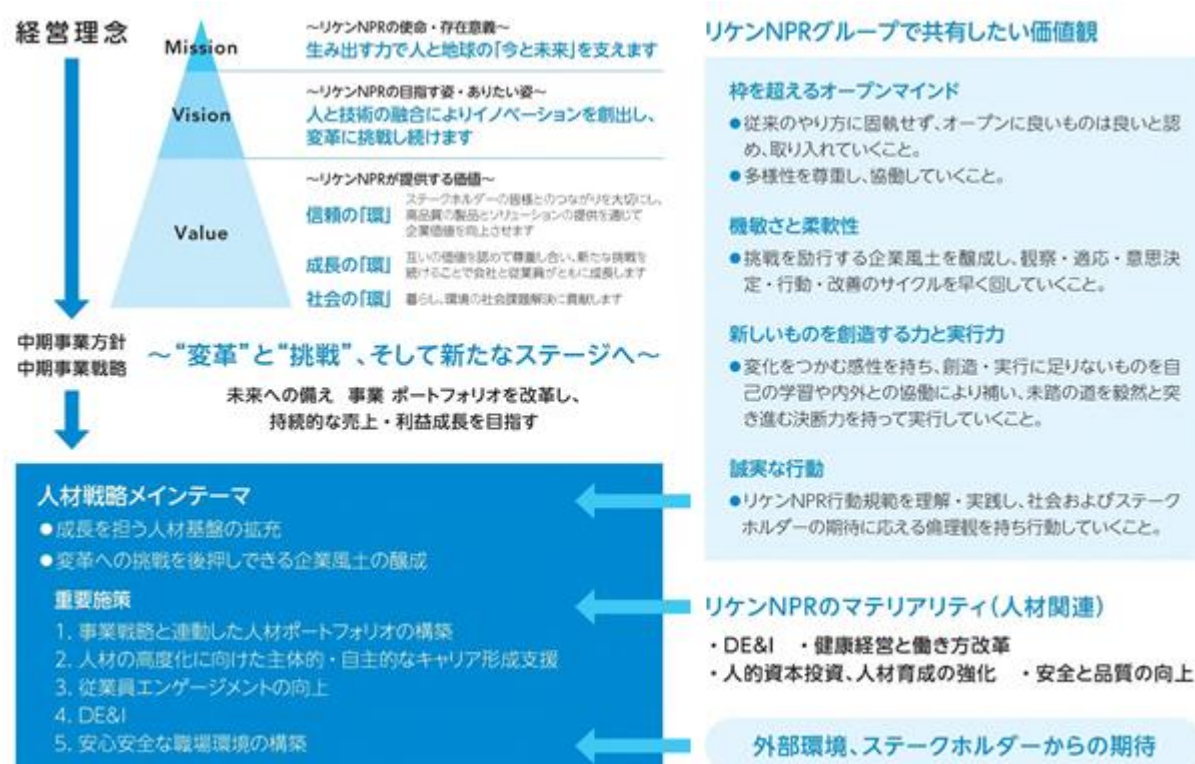 経営理念
Mission
～リケンNPRの使命・存在意義～
生み出す力で人と地球の「今と未来」を支えます
Vision
～リケンNPRの目指す姿・ありたい姿～
人と技術の融合によりイノベーションを創出し、
変革に挑戦し続けます
Value
～リケンNPRが提供する価値～
信頼の「環」
ステークホルダーの皆様とのつながりを大切にし、
高品質の製品とソリューションの提供を通じて
企業価値を向上させます
成長の「環」
互いの価値を認めて尊重し合い、新たな挑戦を
続けることで会社と従業員がともに成長します
社会の「環」
暮らし、環境の社会課題解決に貢献します
中期事業方針
中期事業戦略
～“変革”と“挑戦”、そして新たなステージへ～
未来への備え 事業 ポートフォリオを改革し、
持続的な売上・利益成長を目指す
人材戦略メインテーマ
●成長を担う人材基盤の拡充
●変革への挑戦を後押しできる企業風土の醸成
重要施策
1. 事業戦略と連動した人材ポートフォリオの構築
2. 人材の高度化に向けた主体的・自主的なキャリア形成支援
3. 従業員エンゲージメントの向上
4. DE&I
5. 安心安全な職場環境の構築
リケンNPRグループで共有したい価値観
枠を超えるオープンマインド
●従来のやり方に固執せず、オープンに良いものは良いと認
め、取り入れていくこと。
●多様性を尊重し、協働していくこと。
機敏さと柔軟性
●挑戦を励行する企業風土を醸成し、観察・適応・意思決
定・行動・改善のサイクルを早く回していくこと。
新しいものを創造する力と実行力
●変化をつかむ感性を持ち、創造・実行に足りないものを自
己の学習や内外との協働により補い、未踏の道を毅然と突
き進む決断力を持って実行していくこと。
誠実な行動
●リケンNPR行動規範を理解・実践し、社会およびステーク
ホルダーの期待に応える倫理観を持ち行動していくこと。
リケンNPRのマテリアリティ（人材関連）
・DE&I ・健康経営と働き方改革
・人的資本投資、人材育成の強化 ・安全と品質の向上
外部環境、ステークホルダーからの期待